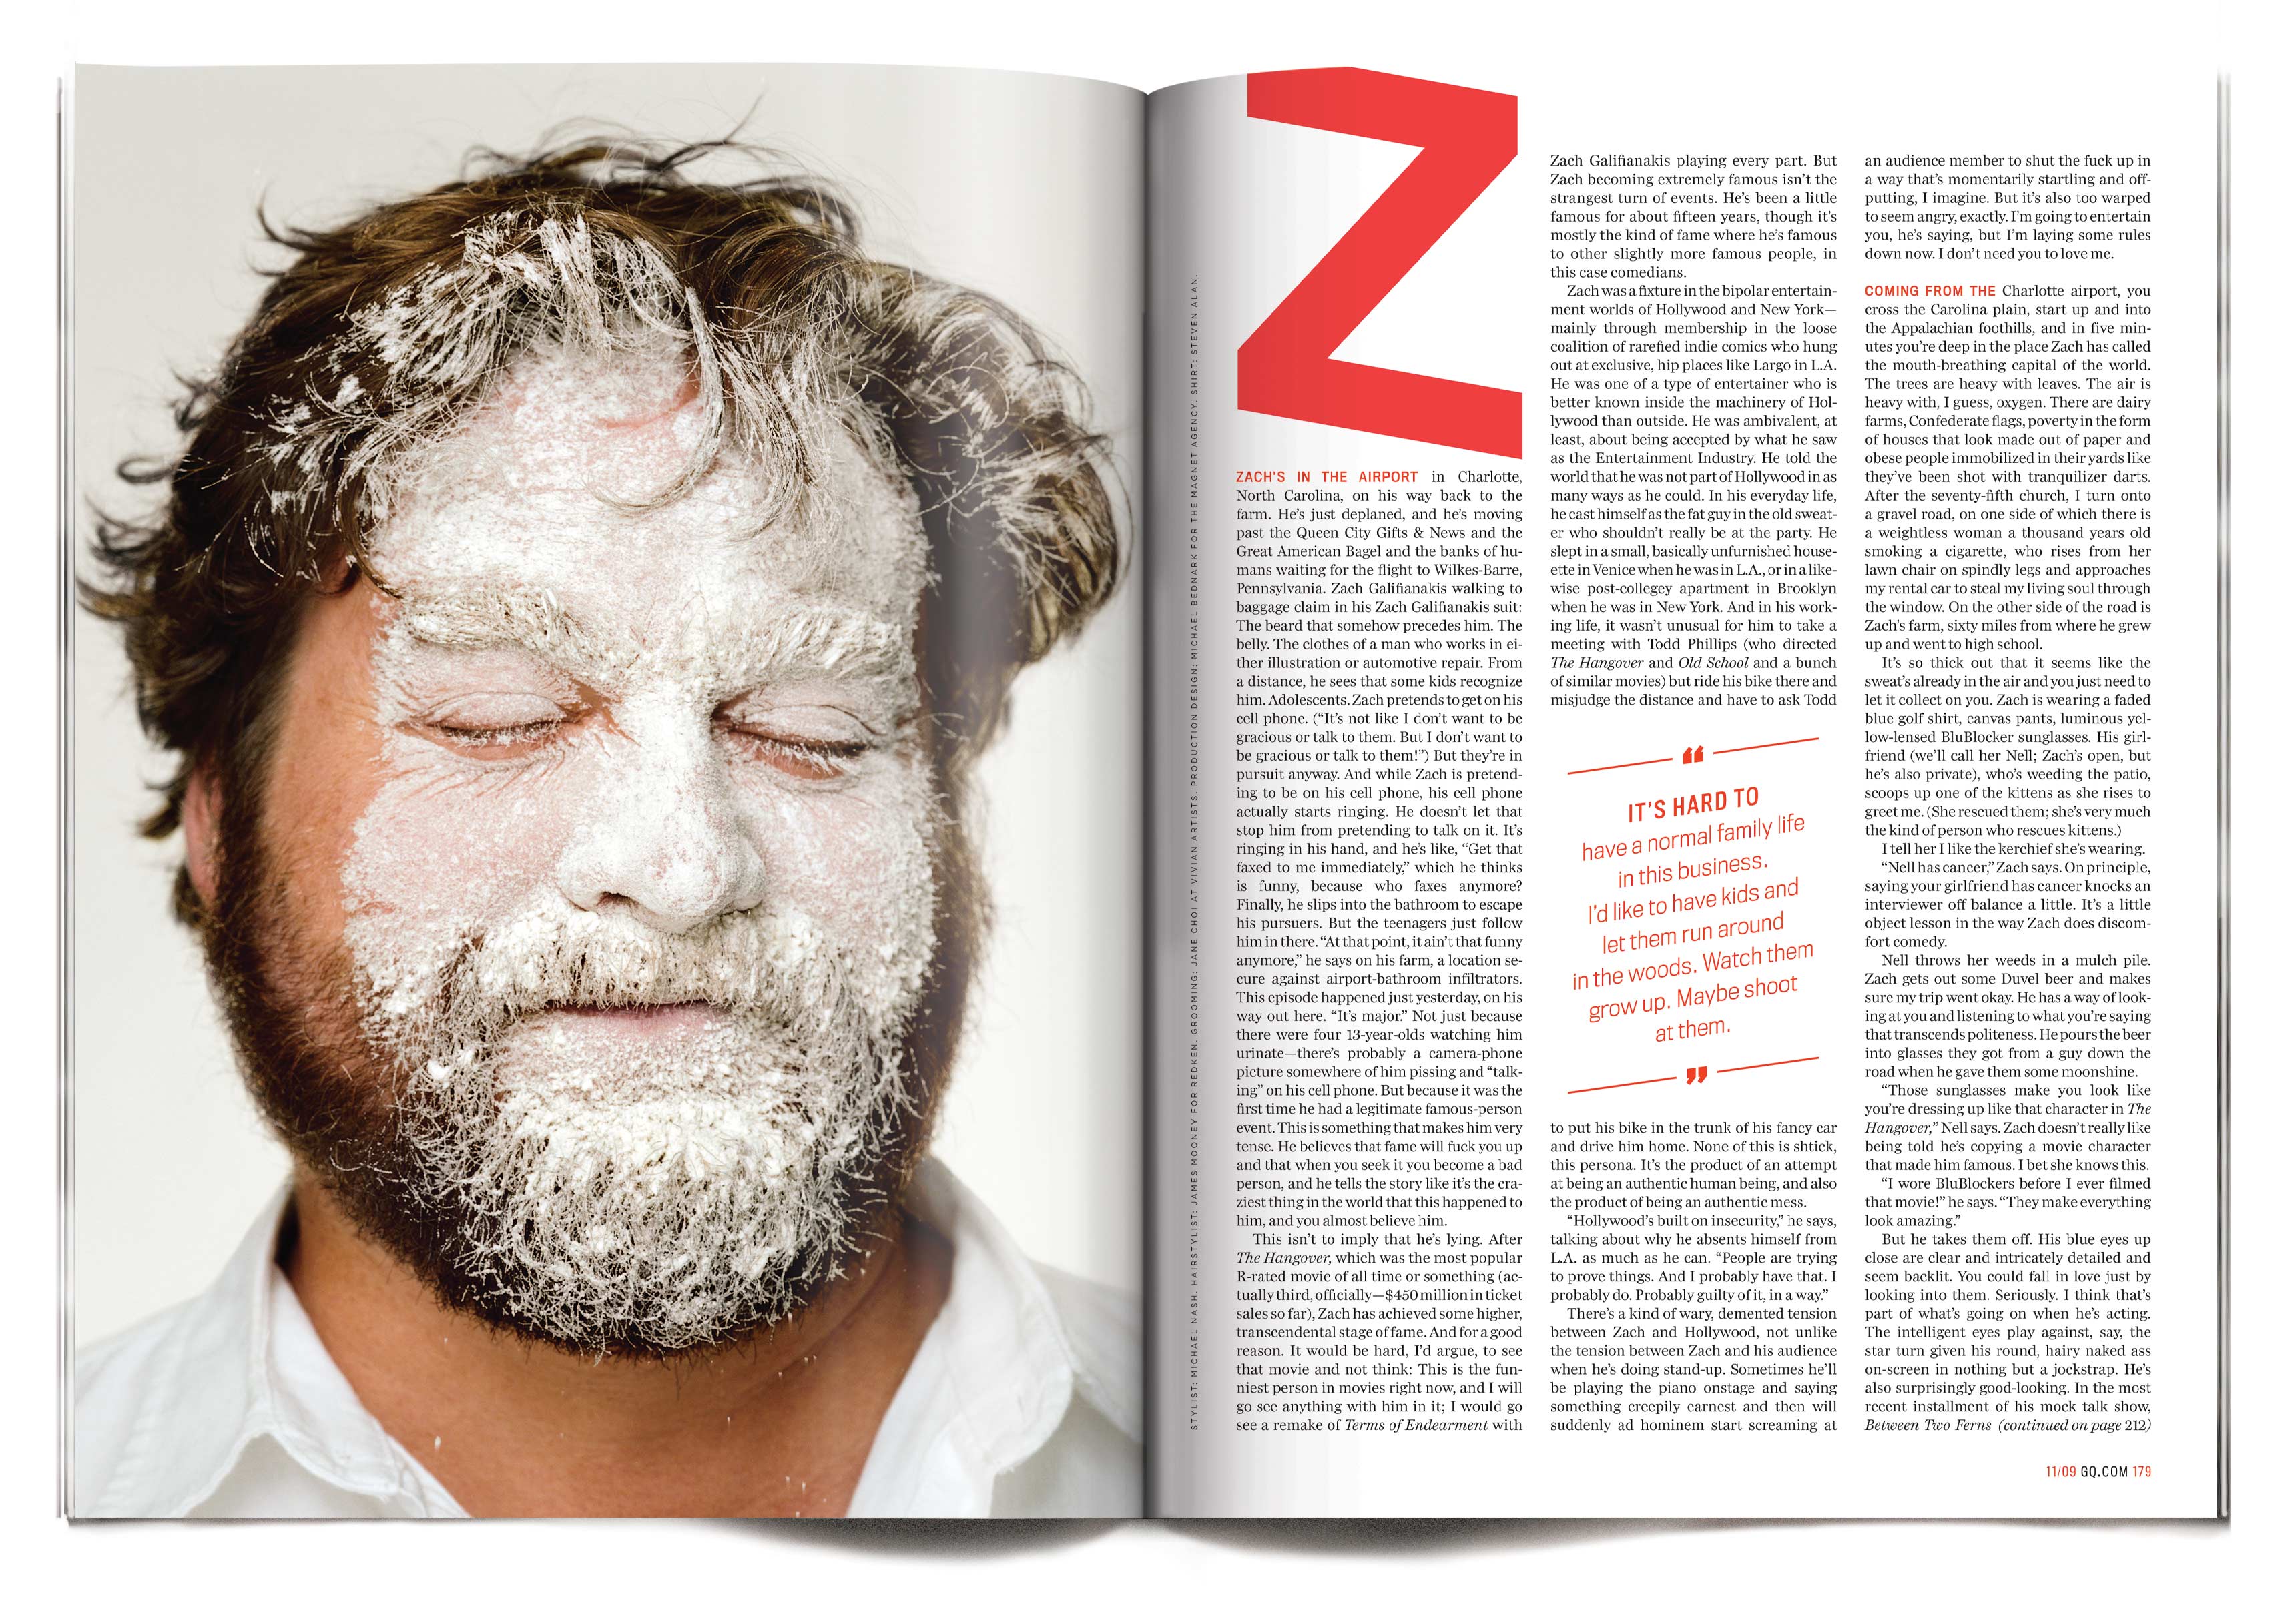 STYLIST: MICHAEL NASH. HAIRSTYLIST: JAMES MOONEY FOR REDKEN. GROOMING: JANE CHOI AT VIVIAN ARTISTS. PRODUCTION DESIGN: MICHAEL BEDNARK FOR THE MAGNET AGENCY. SHIRT: STEVEN ALAN.
Z
ZACH'S IN THE AIRPORT in Charlotte,
North Carolina, on his way back to the
farm. He's just deplaned, and he's moving
past the Queen City Gifts & News and the
Great American Bagel and the banks of hu-
mans waiting for the flight to Wilkes-Barre,
Pennsylvania. Zach Galifianakis walking to
baggage claim in his Zach Galifianakis suit:
The beard that somehow precedes him. The
belly. The clothes of a man who works in ei-
ther illustration or automotive repair. From
a distance, he sees that some kids recognize
him. Adolescents. Zach pretends to get on his
cell phone. (“It's not like I don't want to be
gracious or talk to them. But I don't want to
be gracious or talk to them!”) But they're in
pursuit anyway. And while Zach is pretend-
ing to be on his cell phone, his cell phone
actually starts ringing. He doesn't let that
stop him from pretending to talk on it. It's
ringing in his hand, and he's like, “Get that
faxed to me immediately,” which he thinks
is funny, because who faxes anymore?
Finally, he slips into the bathroom to escape
his pursuers. But the teenagers just follow
him in there. “At that point, it ain't that funny
anymore,” he says on his farm, a location se-
cure against airport-bathroom infiltrators.
This episode happened just yesterday, on his
way out here. “It's major.” Not just because
there were four 13-year-olds watching him
urinate—there's probably a camera-phone
picture somewhere of him pissing and “talk-
ing” on his cell phone. But because it was the
first time he had a legitimate famous-person
event. This is something that makes him very
tense. He believes that fame will fuck you up
and that when you seek it you become a bad
person, and he tells the story like it's the cra-
ziest thing in the world that this happened to
him, and you almost believe him.
This isn't to imply that he's lying. After
The Hangover, which was the most popular
R-rated movie of all time or something (ac-
tually third, officially—$450 million in ticket
sales so far), Zach has achieved some higher,
transcendental stage of fame. And for a good
reason. It would be hard, I'd argue, to see
that movie and not think: This is the fun-
niest person in movies right now, and I will
go see anything with him in it; I would go
see a remake of Terms of Endearment with
Zach Galifianakis playing every part. But
Zach becoming extremely famous isn't the
strangest turn of events. He's been a little
famous for about fifteen years, though it's
mostly the kind of fame where he's famous
to other slightly more famous people, in
this case comedians.
Zach was a fixture in the bipolar entertain-
ment worlds of Hollywood and New York—
mainly through membership in the loose
coalition of rarefied indie comics who hung
out at exclusive, hip places like Largo in L.A.
He was one of a type of entertainer who is
better known inside the machinery of Hol-
lywood than outside. He was ambivalent, at
least, about being accepted by what he saw
as the Entertainment Industry. He told the
world that he was not part of Hollywood in as
many ways as he could. In his everyday life,
he cast himself as the fat guy in the old sweat-
er who shouldn't really be at the party. He
slept in a small, basically unfurnished house-
ette in Venice when he was in L.A., or in a like-
wise post-collegey apartment in Brooklyn
when he was in New York. And in his work-
ing life, it wasn't unusual for him to take a
meeting with Todd Phillips (who directed
The Hangover and Old School and a bunch
of similar movies) but ride his bike there and
misjudge the distance and have to ask Todd
“
IT'S HARD TO
have a normal family life
in this business.
I'd like to have kids and
let them run around
in the woods. Watch them
grow up. Maybe shoot
at them.
”
to put his bike in the trunk of his fancy car
and drive him home. None of this is shtick,
this persona. It's the product of an attempt
at being an authentic human being, and also
the product of being an authentic mess.
“Hollywood's built on insecurity,” he says,
talking about why he absents himself from
L.A. as much as he can. “People are trying
to prove things. And I probably have that. I
probably do. Probably guilty of it, in a way.”
There's a kind of wary, demented tension
between Zach and Hollywood, not unlike
the tension between Zach and his audience
when he's doing stand-up. Sometimes he'll
be playing the piano onstage and saying
something creepily earnest and then will
suddenly ad hominem start screaming at
an audience member to shut the fuck up in
a way that's momentarily startling and off-
putting, I imagine. But it's also too warped
to seem angry, exactly. I'm going to entertain
you, he's saying, but I'm laying some rules
down now. I don't need you to love me.
COMING FROM THE Charlotte airport, you
cross the Carolina plain, start up and into
the Appalachian foothills, and in five min-
utes you're deep in the place Zach has called
the mouth-breathing capital of the world.
The trees are heavy with leaves. The air is
heavy with, I guess, oxygen. There are dairy
farms, Confederate flags, poverty in the form
of houses that look made out of paper and
obese people immobilized in their yards like
they've been shot with tranquilizer darts.
After the seventy-fifth church, I turn onto
a gravel road, on one side of which there is
a weightless woman a thousand years old
smoking a cigarette, who rises from her
lawn chair on spindly legs and approaches
my rental car to steal my living soul through
the window. On the other side of the road is
Zach's farm, sixty miles from where he grew
up and went to high school.
It's so thick out that it seems like the
sweat's already in the air and you just need to
let it collect on you. Zach is wearing a faded
blue golf shirt, canvas pants, luminous yel-
low-lensed BluBlocker sunglasses. His girl-
friend (we'll call her Nell; Zach's open, but
he's also private), who's weeding the patio,
scoops up one of the kittens as she rises to
greet me. (She rescued them; she's very much
the kind of person who rescues kittens.)
I tell her I like the kerchief she's wearing.
“Nell has cancer,” Zach says. On principle,
saying your girlfriend has cancer knocks an
interviewer off balance a little. It's a little
object lesson in the way Zach does discom-
fort comedy.
Nell throws her weeds in a mulch pile.
Zach gets out some Duvel beer and makes
sure my trip went okay. He has a way of look-
ing at you and listening to what you're saying
that transcends politeness. He pours the beer
into glasses they got from a guy down the
road when he gave them some moonshine.
“Those sunglasses make you look like
you're dressing up like that character in The
Hangover,” Nell says. Zach doesn't really like
being told he's copying a movie character
that made him famous. I bet she knows this.
“I wore BluBlockers before I ever filmed
that movie!” he says. “They make everything
look amazing.”
But he takes them off. His blue eyes up
close are clear and intricately detailed and
seem backlit. You could fall in love just by
looking into them. Seriously. I think that's
part of what's going on when he's acting.
The intelligent eyes play against, say, the
star turn given his round, hairy naked ass
on-screen in nothing but a jockstrap. He's
also surprisingly good-looking. In the most
recent installment of his mock talk show,
Between Two Ferns (continued on page 212)
11/09 GQ.COM 179